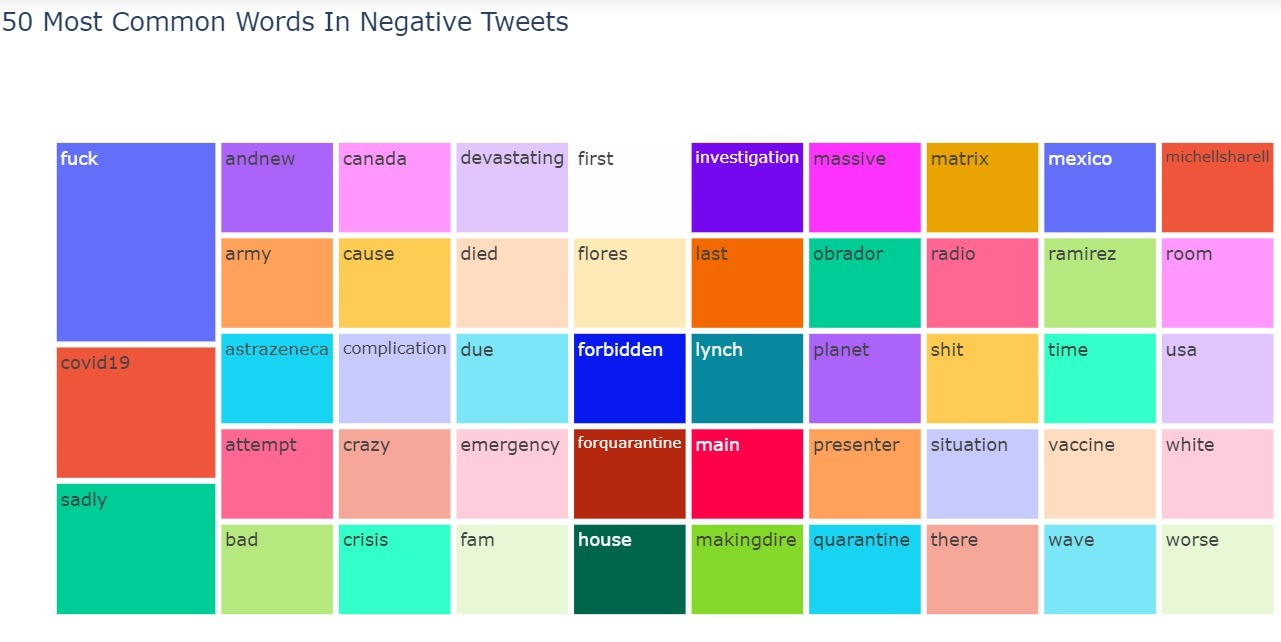 50 Most Common Words In Negative Tweets
fuck
andnew
canada
devastating
first
investigation
massive
matrix
mexico
michellsharell
army
cause
died
flores
last
obrador
radio
ramirez
room
covid19
astrazeneca
complication
due
forbidden
lynch
planet
shit
time
usa
attempt
crazy
emergency
forquarantine
main
presenter
situation
vaccine
white
sadly
bad
crisis
fam
house
makingdire
quarantine
there
wave
worse